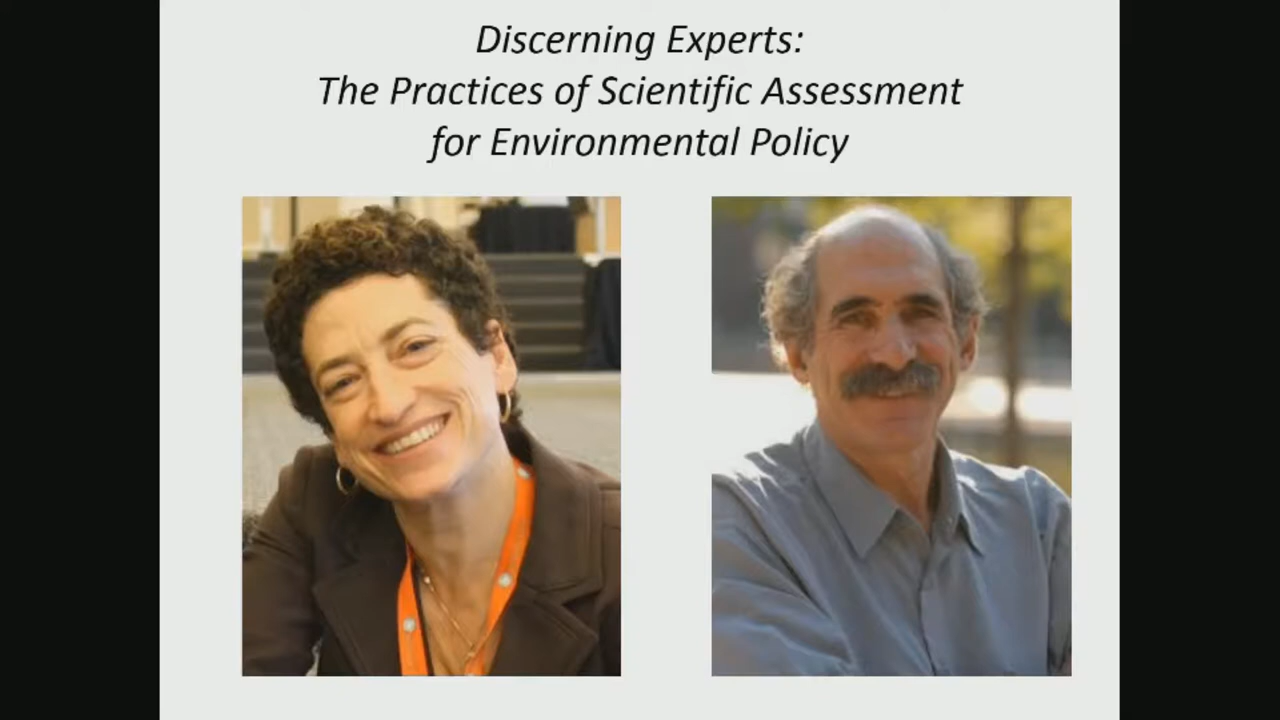 Discerning Experts:
The Practices of Scientific Assessment
for Environmental Policy